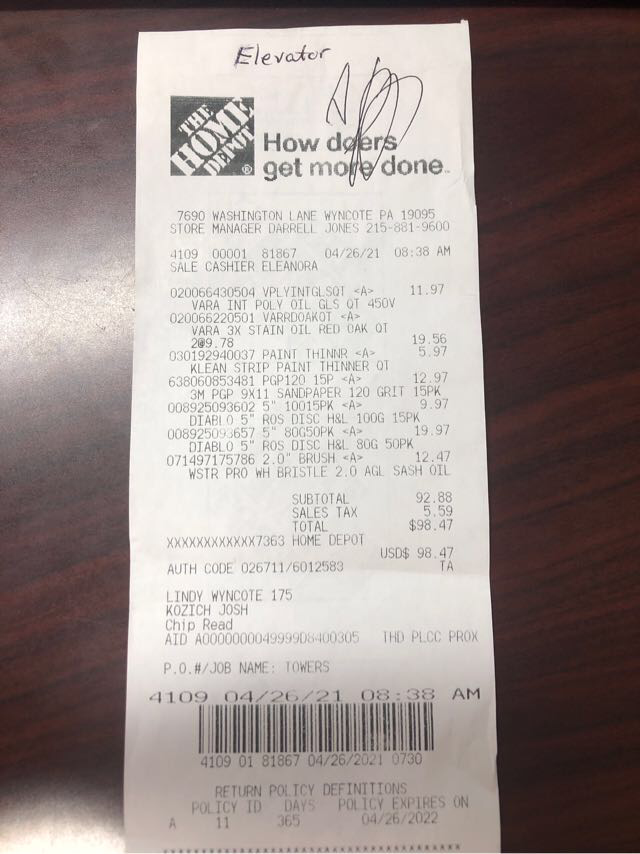 Elevator
THE HOME DEPOT
How doers
get more done™
7690 WASHINGTON LANE WYNCOTE PA 19095
STORE MANAGER DARRELL JONES 215-881-9600
4109 00001 81867 04/26/21 08:38 AM
SALE CASHIER ELEANORA
020066430504 VPLYINTGLSQT <A> 11.97
VARA INT POLY OIL GLS QT 450V
020066220501 VARRDOAKQT <A>
VARA 3X STAIN OIL RED OAK QT
2@9.78 19.56
030192940037 PAINT THINNR <A> 5.97
KLEAN STRIP PAINT THINNER QT
638060853481 PGP120 15P <A> 12.97
3M PGP 9X11 SANDPAPER 120 GRIT 15PK
008925093602 5" 10015PK <A> 9.97
DIABLO 5" ROS DISC H&L 100G 15PK
008925093657 5" 80G50PK <A> 19.97
DIABLO 5" ROS DISC H&L 80G 50PK
071497175786 2.0" BRUSH <A> 12.47
WSTR PRO WH BRISTLE 2.0 AGL SASH OIL
SUBTOTAL 92.88
SALES TAX 5.59
TOTAL $98.47
XXXXXXXXXXXX7363 HOME DEPOT
USD$ 98.47
AUTH CODE 026711/6012583 TA
LINDY WYNCOTE 175
KOZICH JOSH
Chip Read
AID A0000000049999D8400305 THD PLCC PROX
P.O.#/JOB NAME: TOWERS
4109 04/26/21 08:38 AM
4109 01 81867 04/26/2021 0730
RETURN POLICY DEFINITIONS
POLICY ID DAYS POLICY EXPIRES ON
A 11 365 04/26/2022